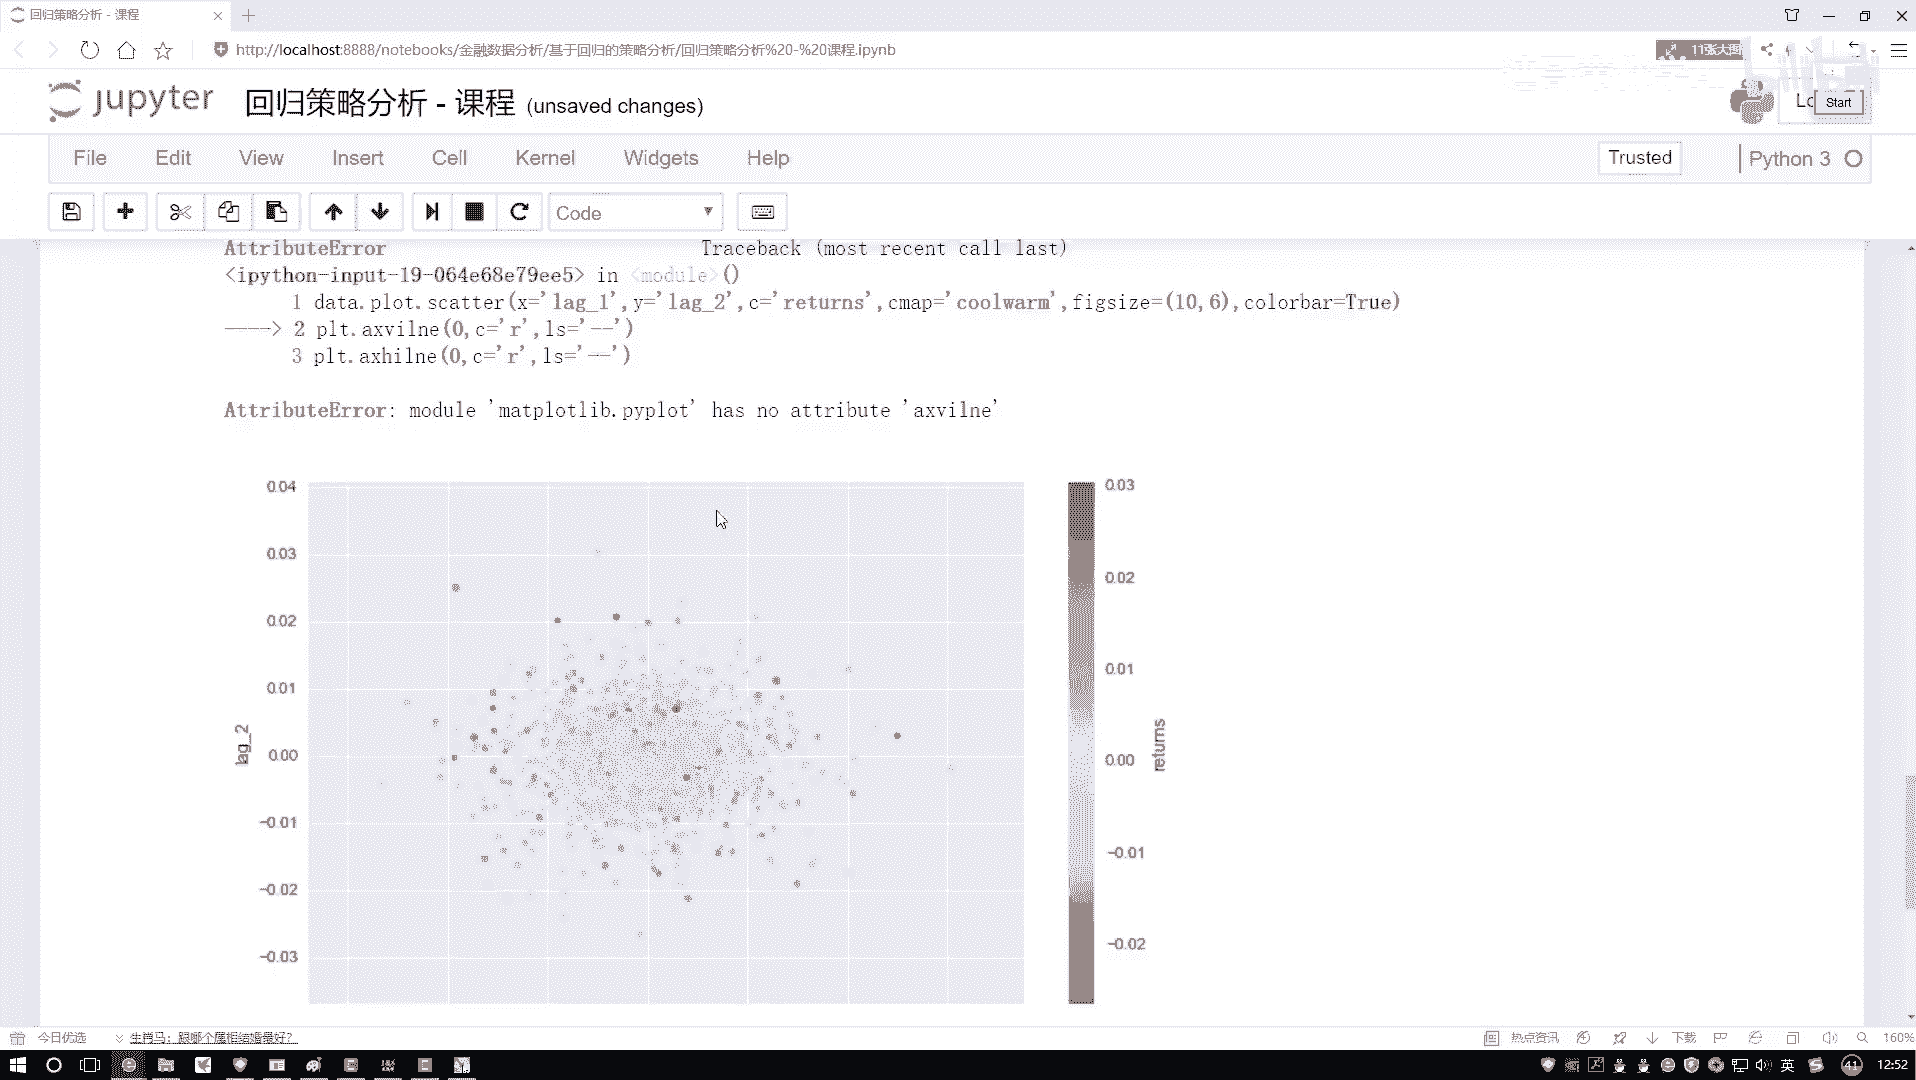 回归策略分析 - 课程
http://localhost:8888/notebooks/金融数据分析/基于回归的策略分析/回归策略分析%20-%20课程.ipynb
11张大图
jupyter 回归策略分析 - 课程 (unsaved changes)
Start
File Edit View Insert Cell Kernel Widgets Help
Trusted
Python 3
Code
AttributeError Traceback (most recent call last)
<ipython-input-19-064e68e79ee5> in <module>()
1 data.plot.scatter(x='lag_1',y='lag_2',c='returns',cmap='coolwarm',figsize=(10,6),colorbar=True)
----> 2 plt.axvilne(0,c='r',ls='--')
3 plt.axhilne(0,c='r',ls='--')
AttributeError: module 'matplotlib.pyplot' has no attribute 'axvilne'
0.04
0.03
0.02
0.01
0.00
-0.01
-0.02
-0.03
lag_2
0.03
0.02
0.01
0.00
-0.01
-0.02
returns
今日优选
生肖马：跟哪个属相结婚最好？
热点资讯
下载
160%
英
41
12:52